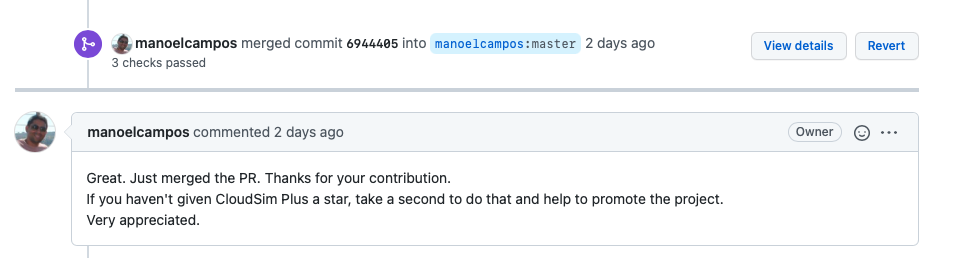 manoelcampos merged commit 6944405 into manoelcampos:master 2 days ago View details Revert
3 checks passed
manoelcampos commented 2 days ago Owner
Great. Just merged the PR. Thanks for your contribution.
If you haven't given CloudSim Plus a star, take a second to do that and help to promote the project.
Very appreciated.